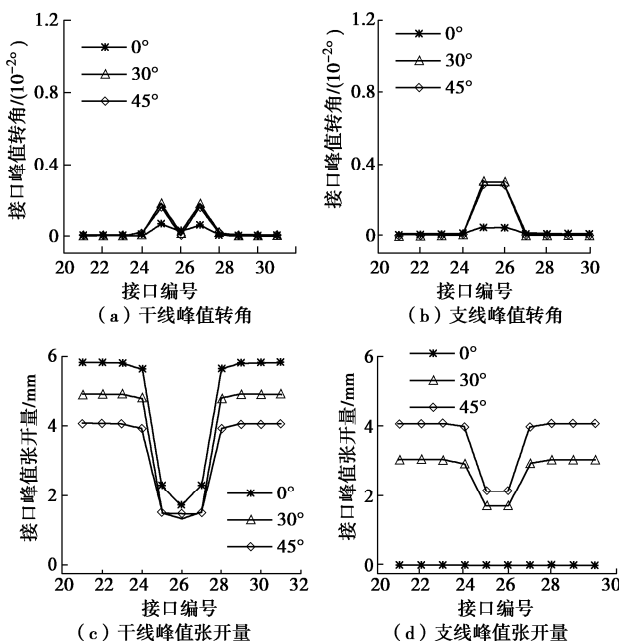 接口峰值转角/(10⁻²°)
1.2
0.8
0.4
0
0°
30°
45°
20 22 24 26 28 30
接口编号
（a）干线峰值转角
接口峰值转角/(10⁻²°)
1.2
0.8
0.4
0
0°
30°
45°
20 22 24 26 28 30
接口编号
（b）支线峰值转角
接口峰值张开量/mm
6
4
2
0
0°
30°
45°
20 22 24 26 28 30 32
接口编号
（c）干线峰值张开量
接口峰值张开量/mm
6
4
2
0
0°
30°
45°
20 22 24 26 28 30
接口编号
（d）支线峰值张开量